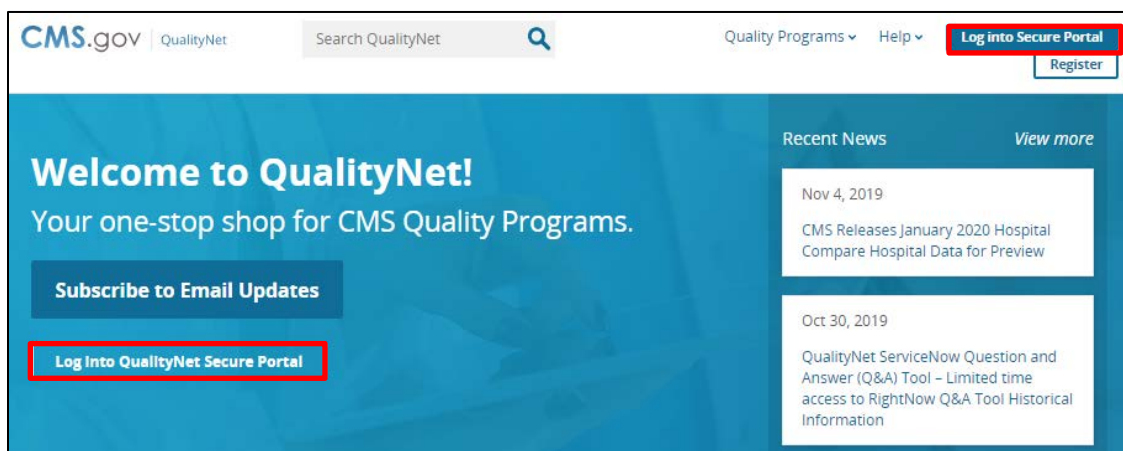 CMS.gov QualityNet
Search QualityNet
Quality Programs Help Log into Secure Portal
Register
Welcome to QualityNet!
Your one-stop shop for CMS Quality Programs.
Subscribe to Email Updates
Log into QualityNet Secure Portal
Recent News View more
Nov 4, 2019
CMS Releases January 2020 Hospital
Compare Hospital Data for Preview
Oct 30, 2019
QualityNet ServiceNow Question and
Answer (Q&A) Tool – Limited time
access to RightNow Q&A Tool Historical
Information